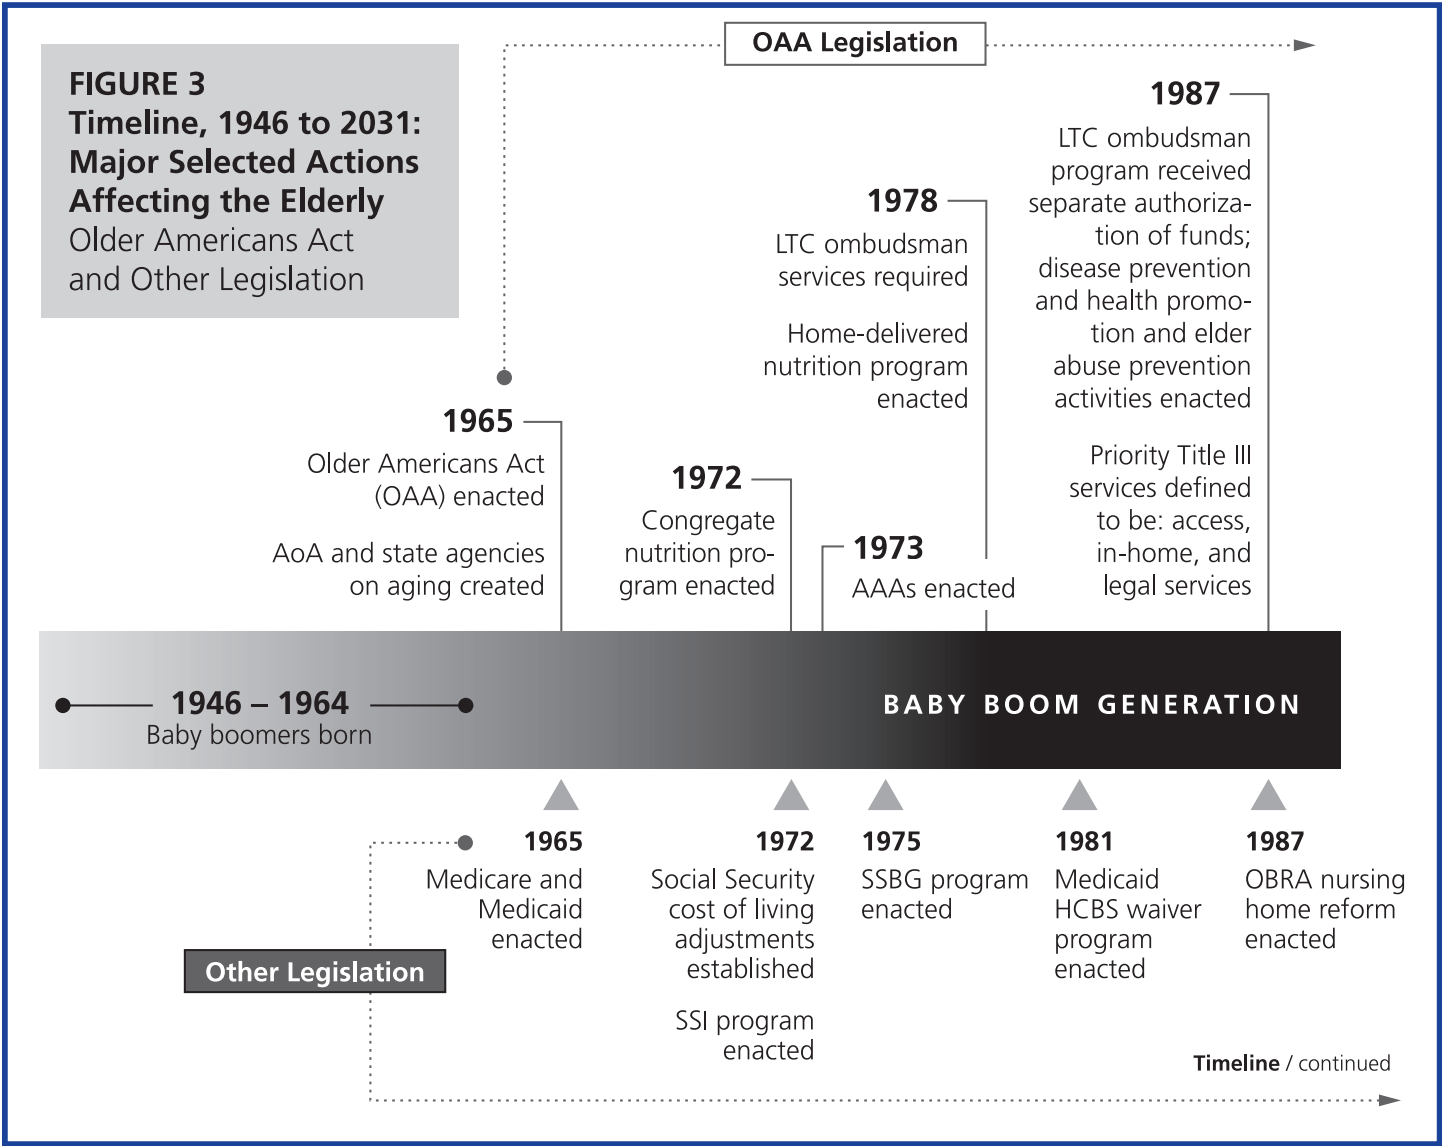 FIGURE 3
Timeline, 1946 to 2031:
Major Selected Actions
Affecting the Elderly
Older Americans Act
and Other Legislation
OAA Legislation
1965
Older Americans Act
(OAA) enacted
AoA and state agencies
on aging created
1972
Congregate
nutrition pro-
gram enacted
1973
AAAs enacted
1978
LTC ombudsman
services required
Home-delivered
nutrition program
enacted
1987
LTC ombudsman
program received
separate authoriza-
tion of funds;
disease prevention
and health promo-
tion and elder
abuse prevention
activities enacted
Priority Title III
services defined
to be: access,
in-home, and
legal services
1946 – 1964
Baby boomers born
BABY BOOM GENERATION
Other Legislation
1965
Medicare and
Medicaid
enacted
1972
Social Security
cost of living
adjustments
established
SSI program
enacted
1975
SSBG program
enacted
1981
Medicaid
HCBS waiver
program
enacted
1987
OBRA nursing
home reform
enacted
Timeline / continued